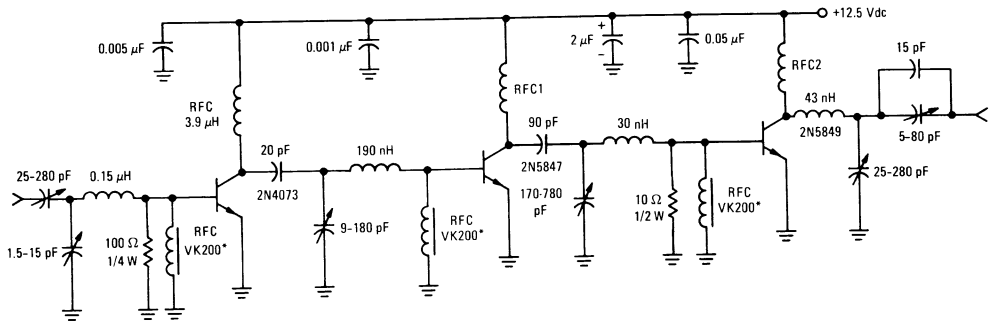 +12.5 Vdc
0.005 μF
0.001 μF
+
2 μF
–
0.05 μF
15 pF
RFC
3.9 μH
RFC1
RFC2
43 nH
2N5849
5–80 pF
20 pF
2N4073
190 nH
90 pF
2N5847
30 nH
25–280 pF
0.15 μH
1.5–15 pF
100 Ω
1/4 W
RFC
VK200*
9–180 pF
RFC
VK200*
170-780
pF
10 Ω
1/2 W
RFC
VK200*
25–280 pF